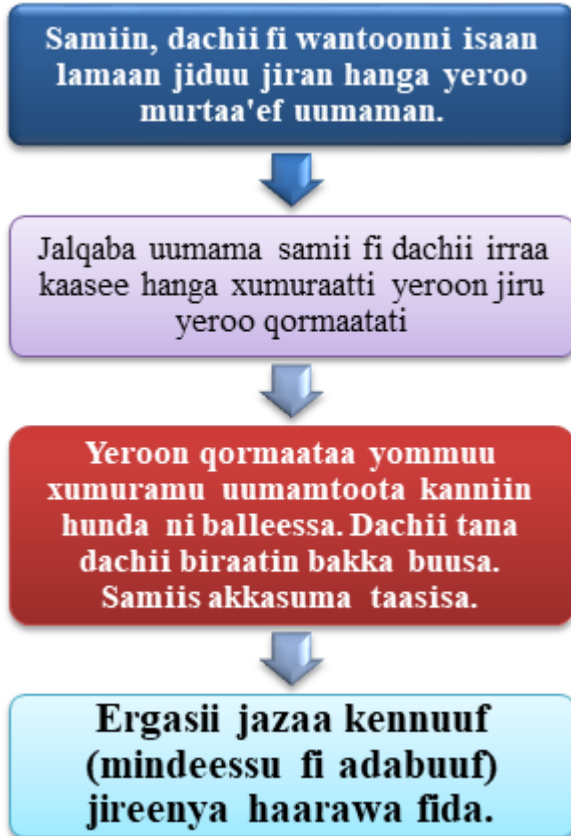 Samiin, dachii fi wantoonni isaan
lamaan jiduu jiran hanga yeroo
murtaa'ef uumaman.
Jalqaba uumama samii fi dachii irraa
kaasee hanga xumuraatti yeroon jiru
yeroo qormaatati
Yeroon qormaataa yommuu
xumuramu uumamtoota kanniin
hunda ni balleessa. Dachii tana
dachii biraatin bakka buusa.
Samiis akkasuma taasisa.
Ergasii jazaa kennuuf
(mindeessu fi adabuuf)
jireenya haarawa fida.